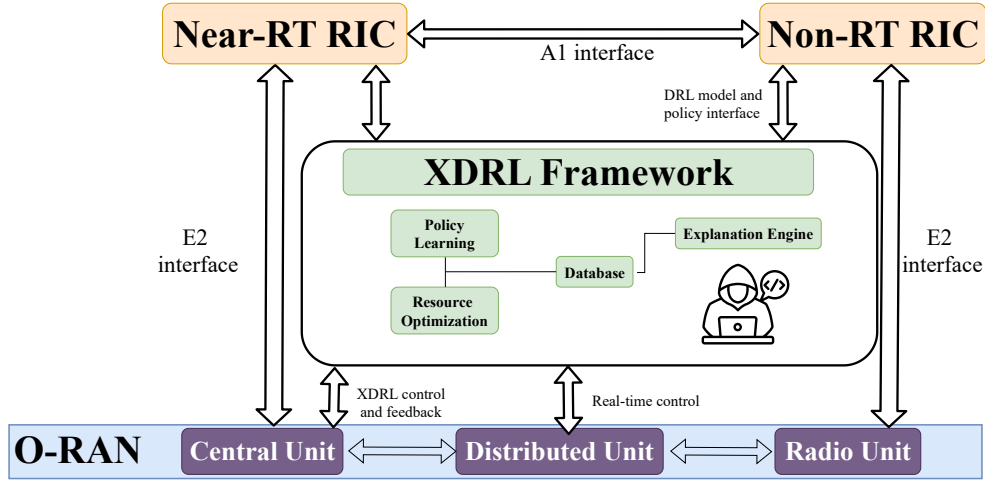 Near-RT RIC
Non-RT RIC
A1 interface
DRL model and
policy interface
XDRL Framework
Policy
Learning
Explanation Engine
Database
Resource
Optimization
</>
E2
interface
E2
interface
XDRL control
and feedback
Real-time control
O-RAN
Central Unit
Distributed Unit
Radio Unit